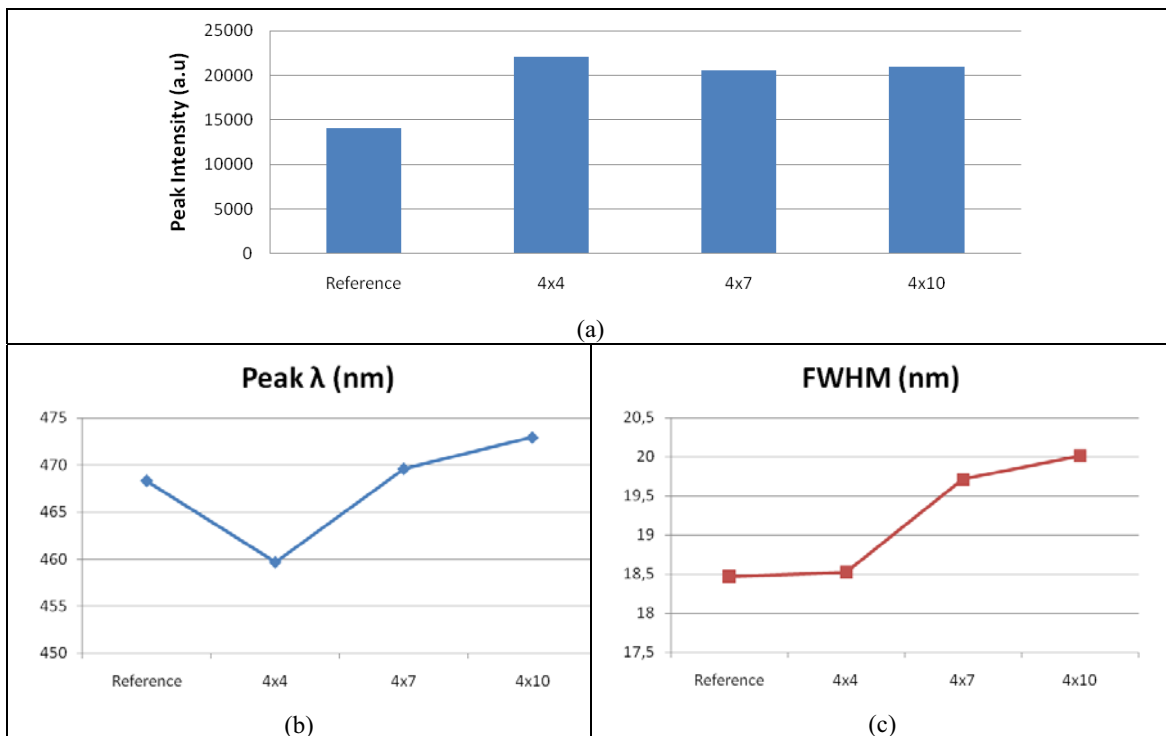 25000
20000
15000
10000
5000
0
Peak Intensity (a.u)
Reference 4x4 4x7 4x10
(a)
Peak λ (nm)
475
470
465
460
455
450
Reference 4x4 4x7 4x10
(b)
FWHM (nm)
20,5
20
19,5
19
18,5
18
17,5
Reference 4x4 4x7 4x10
(c)